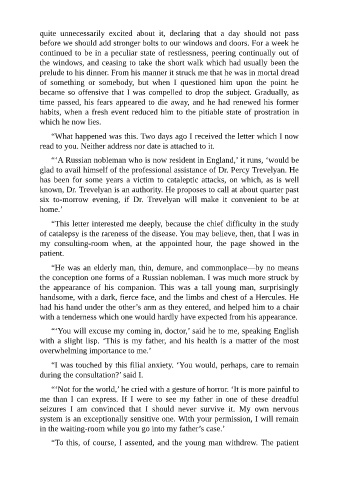 quite unnecessarily excited about it, declaring that a day should not pass
before we should add stronger bolts to our windows and doors. For a week he
continued to be in a peculiar state of restlessness, peering continually out of
the windows, and ceasing to take the short walk which had usually been the
prelude to his dinner. From his manner it struck me that he was in mortal dread
of something or somebody, but when I questioned him upon the point he
became so offensive that I was compelled to drop the subject. Gradually, as
time passed, his fears appeared to die away, and he had renewed his former
habits, when a fresh event reduced him to the pitiable state of prostration in
which he now lies.
“What happened was this. Two days ago I received the letter which I now
read to you. Neither address nor date is attached to it.
“‘A Russian nobleman who is now resident in England,’ it runs, ‘would be
glad to avail himself of the professional assistance of Dr. Percy Trevelyan. He
has been for some years a victim to cataleptic attacks, on which, as is well
known, Dr. Trevelyan is an authority. He proposes to call at about quarter past
six to-morrow evening, if Dr. Trevelyan will make it convenient to be at
home.’
“This letter interested me deeply, because the chief difficulty in the study
of catalepsy is the rareness of the disease. You may believe, then, that I was in
my consulting-room when, at the appointed hour, the page showed in the
patient.
“He was an elderly man, thin, demure, and commonplace—by no means
the conception one forms of a Russian nobleman. I was much more struck by
the appearance of his companion. This was a tall young man, surprisingly
handsome, with a dark, fierce face, and the limbs and chest of a Hercules. He
had his hand under the other’s arm as they entered, and helped him to a chair
with a tenderness which one would hardly have expected from his appearance.
“‘You will excuse my coming in, doctor,’ said he to me, speaking English
with a slight lisp. ‘This is my father, and his health is a matter of the most
overwhelming importance to me.’
“I was touched by this filial anxiety. ‘You would, perhaps, care to remain
during the consultation?’ said I.
“‘Not for the world,’ he cried with a gesture of horror. ‘It is more painful to
me than I can express. If I were to see my father in one of these dreadful
seizures I am convinced that I should never survive it. My own nervous
system is an exceptionally sensitive one. With your permission, I will remain
in the waiting-room while you go into my father’s case.’
“To this, of course, I assented, and the young man withdrew. The patient